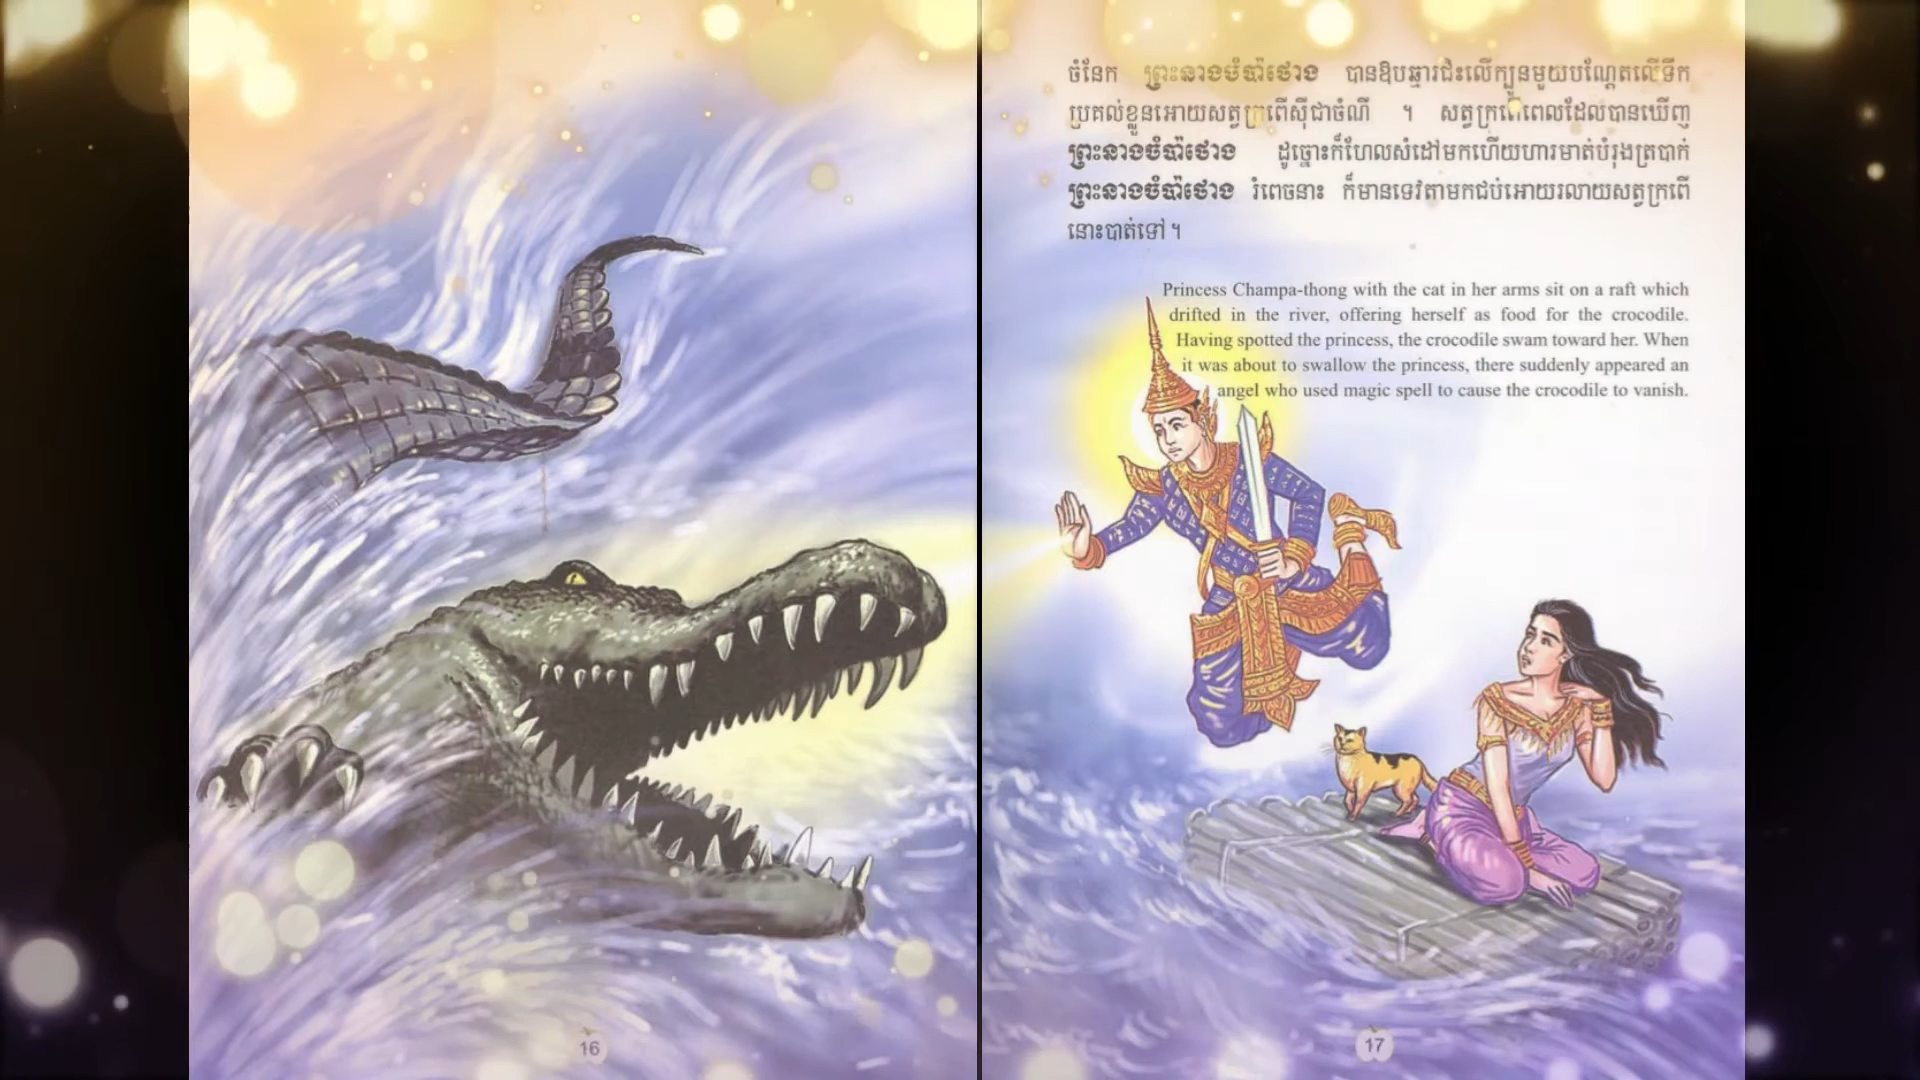 ចំនែក ព្រះនាងចំប៉ាថោង បានឱបឆ្មារជិះលើក្បូនមួយបណ្ដែតលើទឹក
ប្រគល់ខ្លួនអោយសត្វក្រពើស៊ីជាចំណី ។ សត្វក្រពើពេលដែលបានឃើញ
ព្រះនាងចំប៉ាថោង ដូច្នោះក៏ហែលសំដៅមកហើយហារមាត់បំរុងត្របាក់
ព្រះនាងចំប៉ាថោង រំពេចនោះ ក៏មានទេវតាមកជប់អោយរលាយសត្វក្រពើ
នោះបាត់ទៅ ។
Princess Champa-thong with the cat in her arms sit on a raft which
drifted in the river, offering herself as food for the crocodile.
Having spotted the princess, the crocodile swam toward her. When
it was about to swallow the princess, there suddenly appeared an
angel who used magic spell to cause the crocodile to vanish.
16
17